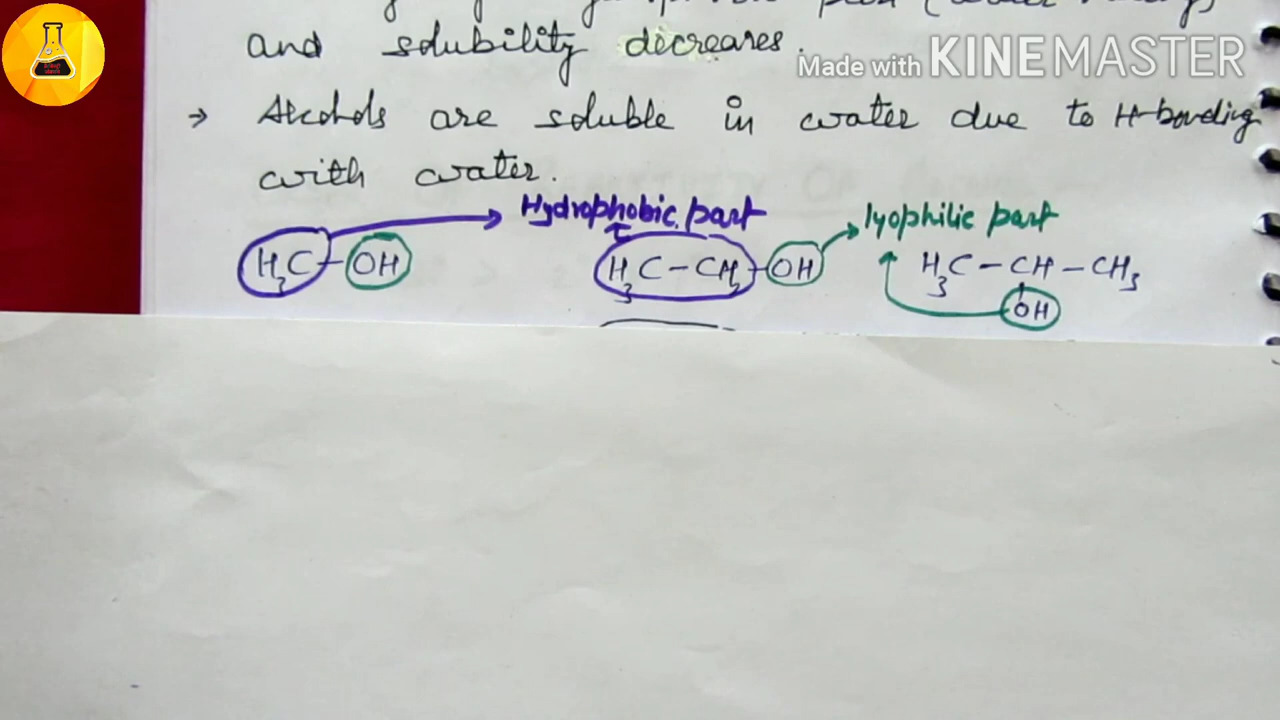 and solubility decreares.
Made with KINEMASTER
→ Alcohols are soluble in water due to H-bonding
with water.
Hydrophobic part
lyophilic part
H₃C-OH
H₃C-CH₂-OH
H₃C-CH-CH₃
OH